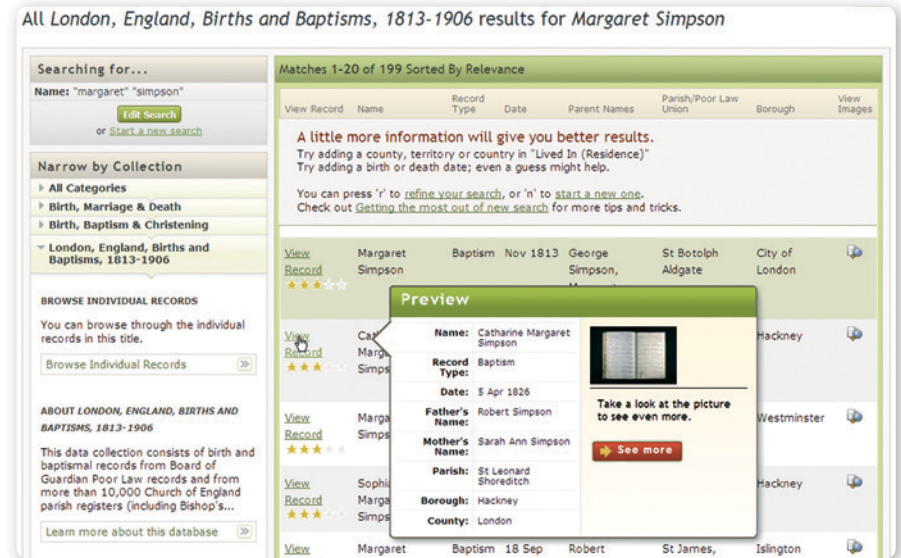 All London, England, Births and Baptisms, 1813-1906 results for Margaret Simpson
Searching for...
Name: "margaret" "simpson"
Edit Search
or Start a new search
Narrow by Collection
All Categories
Birth, Marriage & Death
Birth, Baptism & Christening
London, England, Births and
Baptisms, 1813-1906
BROWSE INDIVIDUAL RECORDS
You can browse through the individual
records in this title.
Browse Individual Records
ABOUT LONDON, ENGLAND, BIRTHS AND
BAPTISMS, 1813-1906
This data collection consists of birth and
baptismal records from Board of
Guardian Poor Law records and from
more than 10,000 Church of England
parish registers (including Bishop's...
Learn more about this database
Matches 1-20 of 199 Sorted By Relevance
View Record Name Record Type Date Parent Names Parish/Poor Law Union Borough View Images
A little more information will give you better results.
Try adding a county, territory or country in "Lived In (Residence)"
Try adding a birth or death date; even a guess might help.
You can press 'r' to refine your search, or 'n' to start a new one.
Check out Getting the most out of new search for more tips and tricks.
View Margaret Baptism Nov 1813 George St Botolph City of
Record Simpson Simpson, Aldgate London
View Hackney
Record
Simps
View Marga Westminster
Record Simps
View Sophi Hackney
Record Marga
Simps
View Margaret Baptism 18 Sep Robert St James, Islington
Preview
Name: Catharine Margaret
Simpson
Record Type: Baptism
Date: 5 Apr 1826
Father's Name: Robert Simpson
Mother's Name: Sarah Ann Simpson
Parish: St Leonard
Shoreditch
Borough: Hackney
County: London
Take a look at the picture
to see even more.
See more